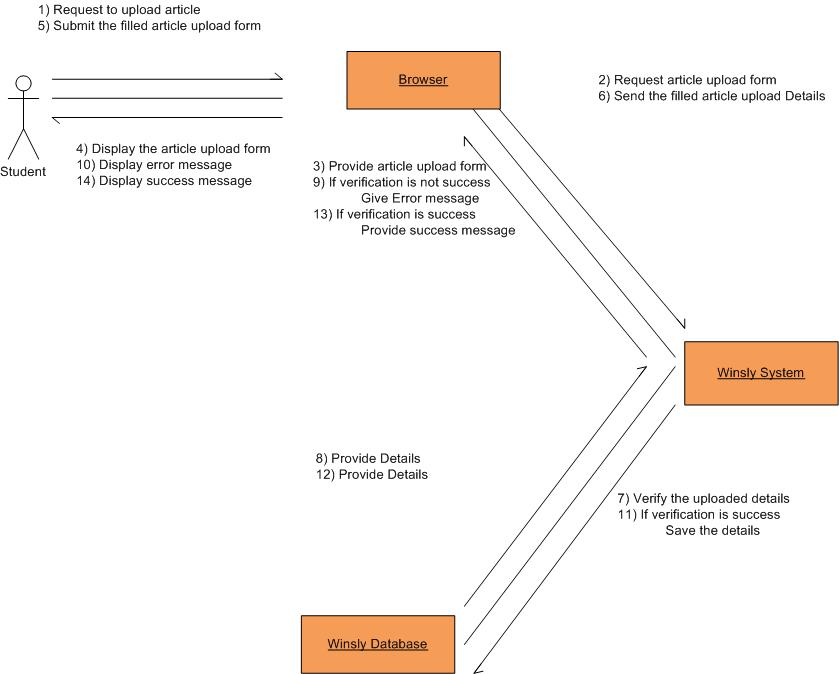 1) Request to upload article
5) Submit the filled article upload form
Browser
2) Request article upload form
6) Send the filled article upload Details
Student
4) Display the article upload form
10) Display error message
14) Display success message
3) Provide article upload form
9) If verification is not success
Give Error message
13) If verification is success
Provide success message
Winsly System
8) Provide Details
12) Provide Details
7) Verify the uploaded details
11) If verification is success
Save the details
Winsly Database